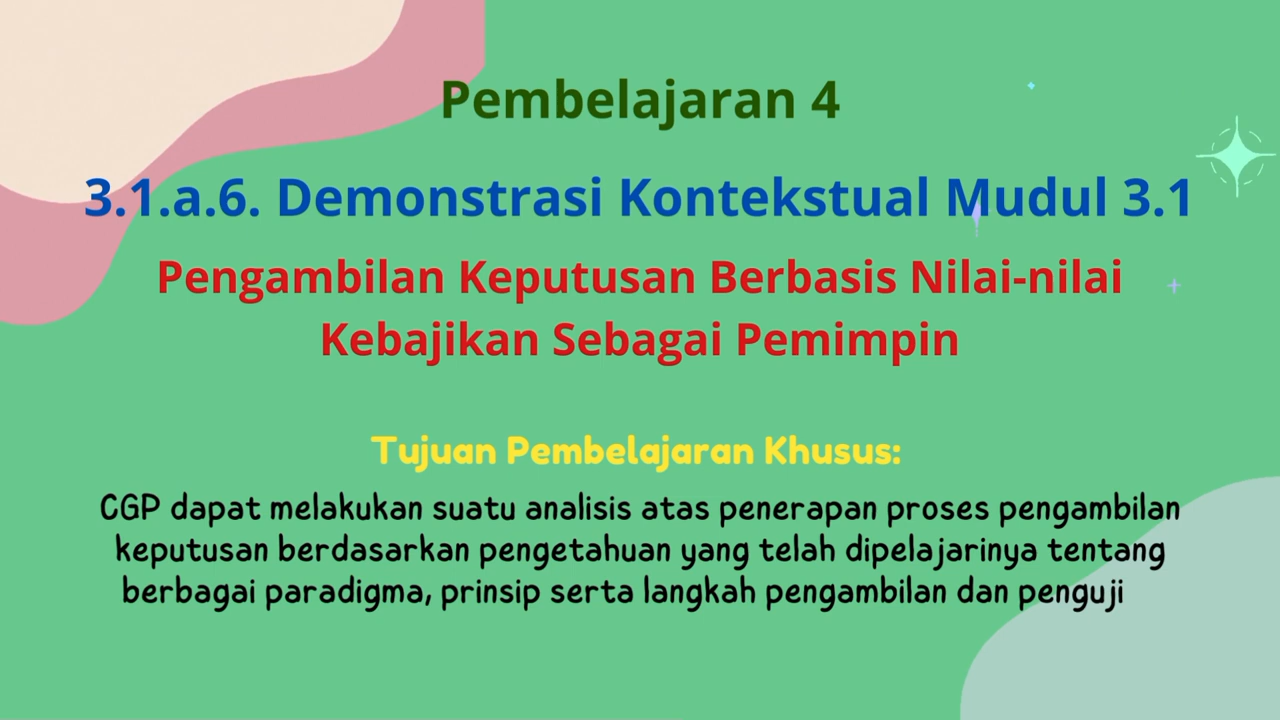 Pembelajaran 4
3.1.a.6. Demonstrasi Kontekstual Mudul 3.1
Pengambilan Keputusan Berbasis Nilai-nilai
Kebajikan Sebagai Pemimpin
Tujuan Pembelajaran Khusus:
CGP dapat melakukan suatu analisis atas penerapan proses pengambilan
keputusan berdasarkan pengetahuan yang telah dipelajarinya tentang
berbagai paradigma, prinsip serta langkah pengambilan dan penguji